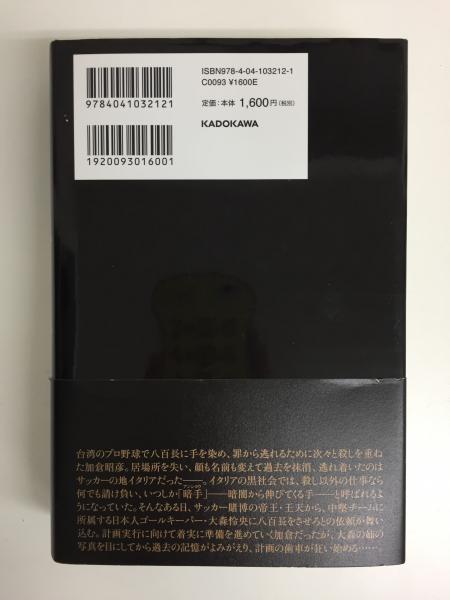 ISBN978-4-04-103212-1
C0093 ¥1600E
定価:本体 1,600円(税別)
KADOKAWA
9784041032121
1920093016001
台湾のプロ野球で八百長に手を染め、罪から逃れるために次々と殺しを重ね
た加倉昭彦。居場所を失い、顔も名前も変えて過去を抹消、逃れ着いたのは
サッカーの地イタリアだった――。イタリアの黒社会では、殺し以外の仕事なら
何でも請け負い、いつしか「暗手」――暗闇から伸びてくる手――と呼ばれるよ
うになっていた。そんなある日、サッカー賭博の帝王・王天から、中堅チームに
所属する日本人ゴールキーパー・大森怜央に八百長をさせろとの依頼が舞い
込む。計画実行に向けて着実に準備を進めていく加倉だったが、大森の姉の
写真を目にしてから過去の記憶がよみがえり、計画の歯車が狂い始める……。